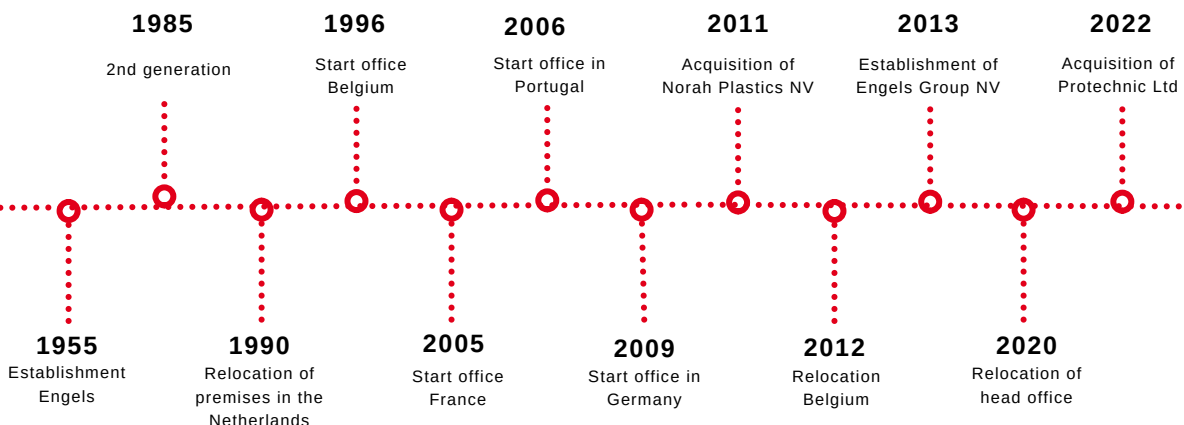 1985
2nd generation
1996
Start office
Belgium
2006
Start office in
Portugal
2011
Acquisition of
Norah Plastics NV
2013
Establishment of
Engels Group NV
2022
Acquisition of
Protechnic Ltd
1955
Establishment
Engels
1990
Relocation of
premises in the
Netherlands
2005
Start office
France
2009
Start office in
Germany
2012
Relocation
Belgium
2020
Relocation of
head office